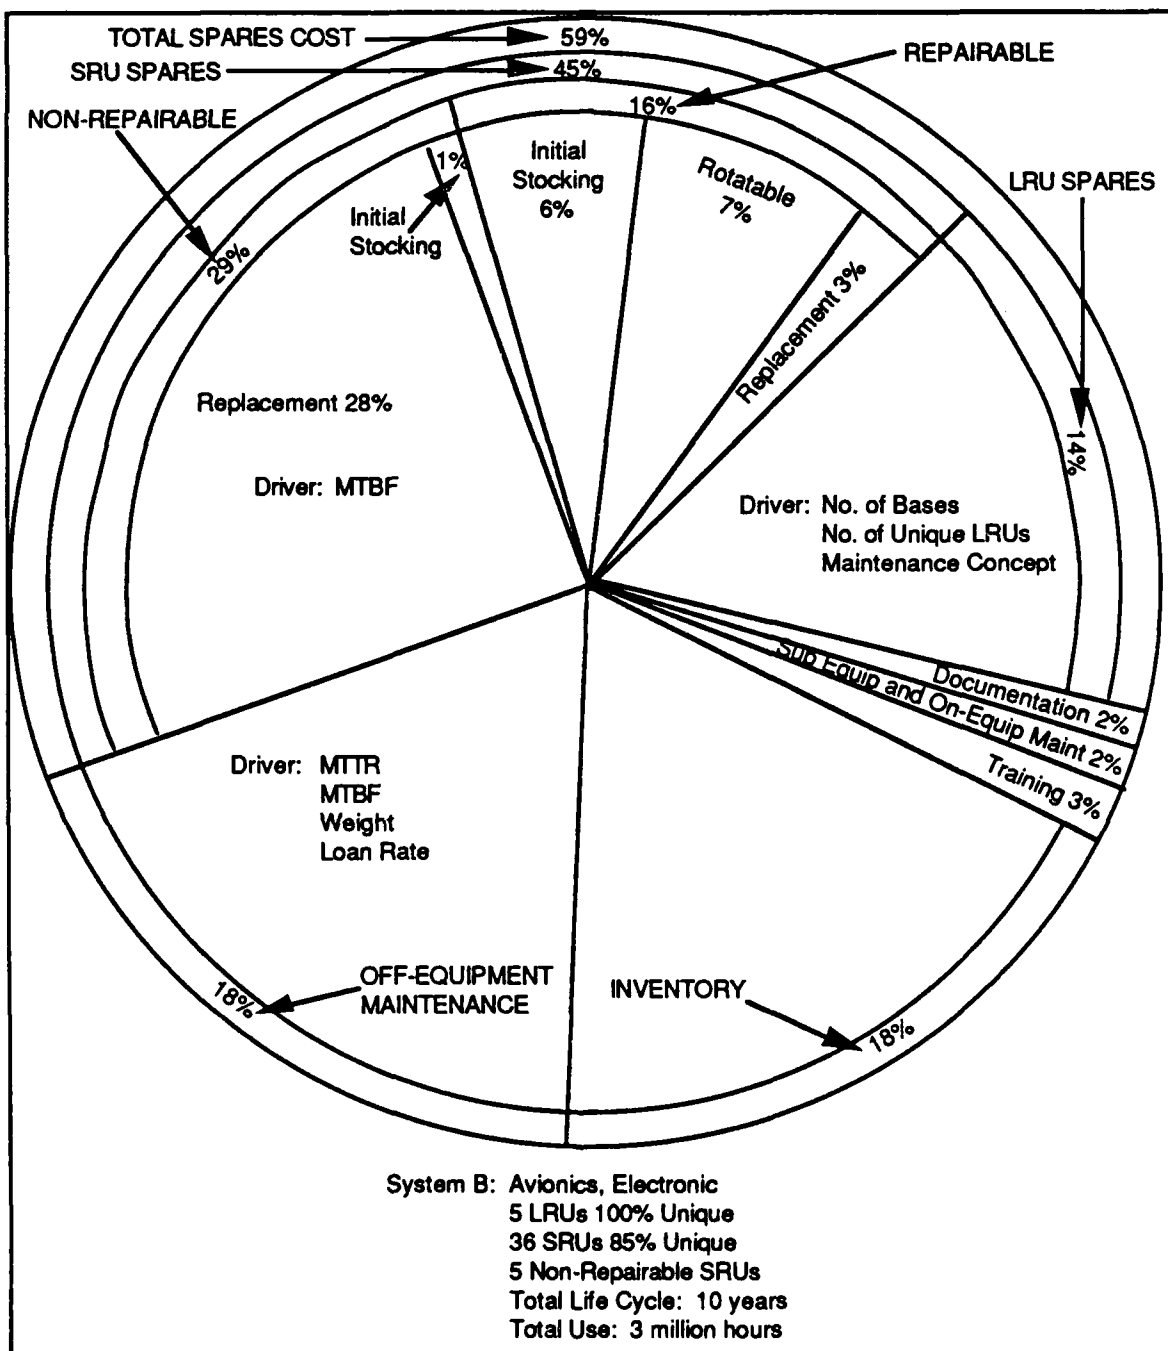 TOTAL SPARES COST
59%
SRU SPARES
45%
REPAIRABLE
16%
NON-REPAIRABLE
29%
LRU SPARES
14%
1%
Initial
Stocking
Initial
Stocking
6%
Rotatable
7%
Replacement 3%
Replacement 28%
Driver: MTBF
Driver: No. of Bases
No. of Unique LRUs
Maintenance Concept
Documentation 2%
Sub Equip and On-Equip Maint 2%
Training 3%
Driver: MTTR
MTBF
Weight
Loan Rate
OFF-EQUIPMENT
MAINTENANCE
18%
INVENTORY
18%
System B: Avionics, Electronic
5 LRUs 100% Unique
36 SRUs 85% Unique
5 Non-Repairable SRUs
Total Life Cycle: 10 years
Total Use: 3 million hours